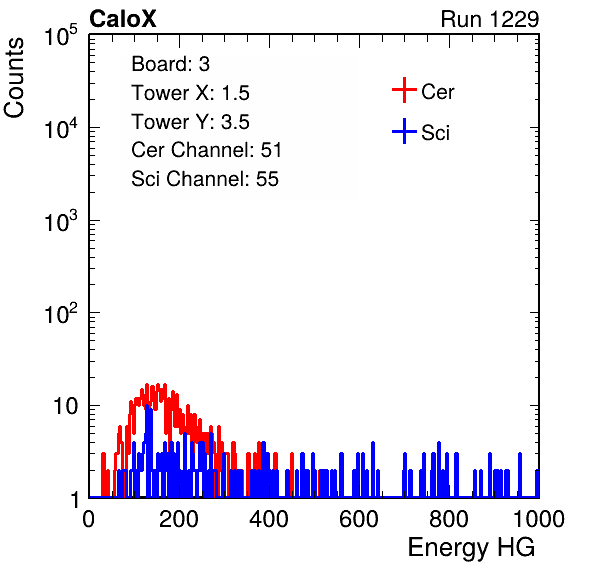 CaloX Run 1229
Counts
Board: 3
Tower X: 1.5
Tower Y: 3.5
Cer Channel: 51
Sci Channel: 55
Cer
Sci
10^5
10^4
10^3
10^2
10
1
0 200 400 600 800 1000
Energy HG